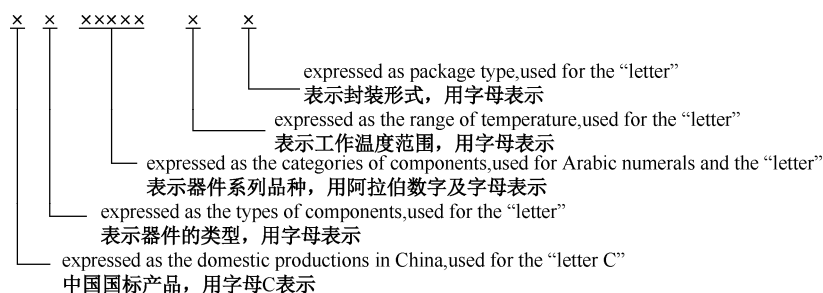 × × ××××× × ×
expressed as package type,used for the “letter”
表示封装形式，用字母表示
expressed as the range of temperature,used for the “letter”
表示工作温度范围，用字母表示
expressed as the categories of components,used for Arabic numerals and the “letter”
表示器件系列品种，用阿拉伯数字及字母表示
expressed as the types of components,used for the “letter”
表示器件的类型，用字母表示
expressed as the domestic productions in China,used for the “letter C”
中国国标产品，用字母C表示